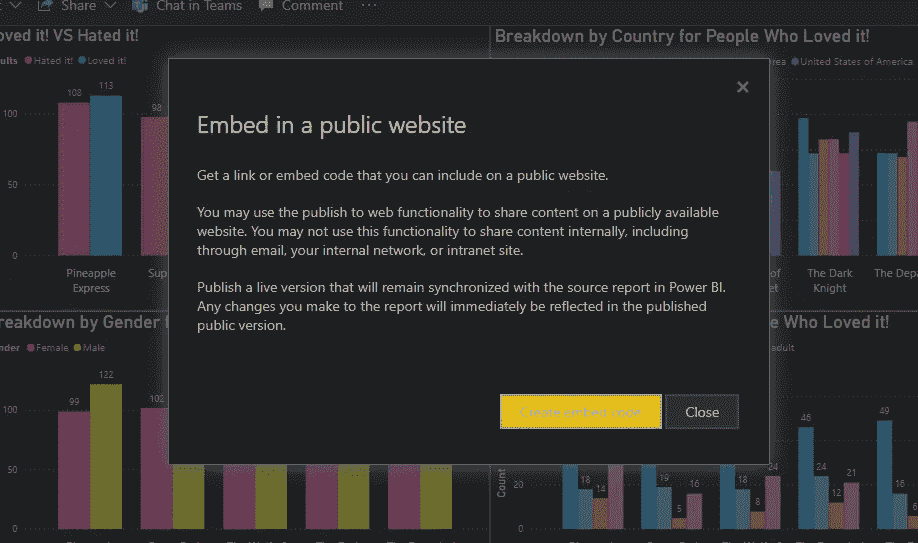 Share
Chat in Teams
Comment
...
oved it! VS Hated it!
ults Hated it! Loved it!
108
113
98
100
50
0
Pineapple
Express
Sup
Breakdown by Country for People Who Loved it!
rea United States of America
of
et
The Dark
Knight
The Depa
×
Embed in a public website
Get a link or embed code that you can include on a public website.
You may use the publish to web functionality to share content on a publicly available
website. You may not use this functionality to share content internally, including
through email, your internal network, or intranet site.
Publish a live version that will remain synchronized with the source report in Power BI.
Any changes you make to the report will immediately be reflected in the published
public version.
Create embed code
Close
reakdown by Gender f
nder Female Male
99
122
102
100
50
0
e Who Loved it!
adult
Count
20
0
18
14
19
5
16
18
8
24
46
24
12
21
49
16
6